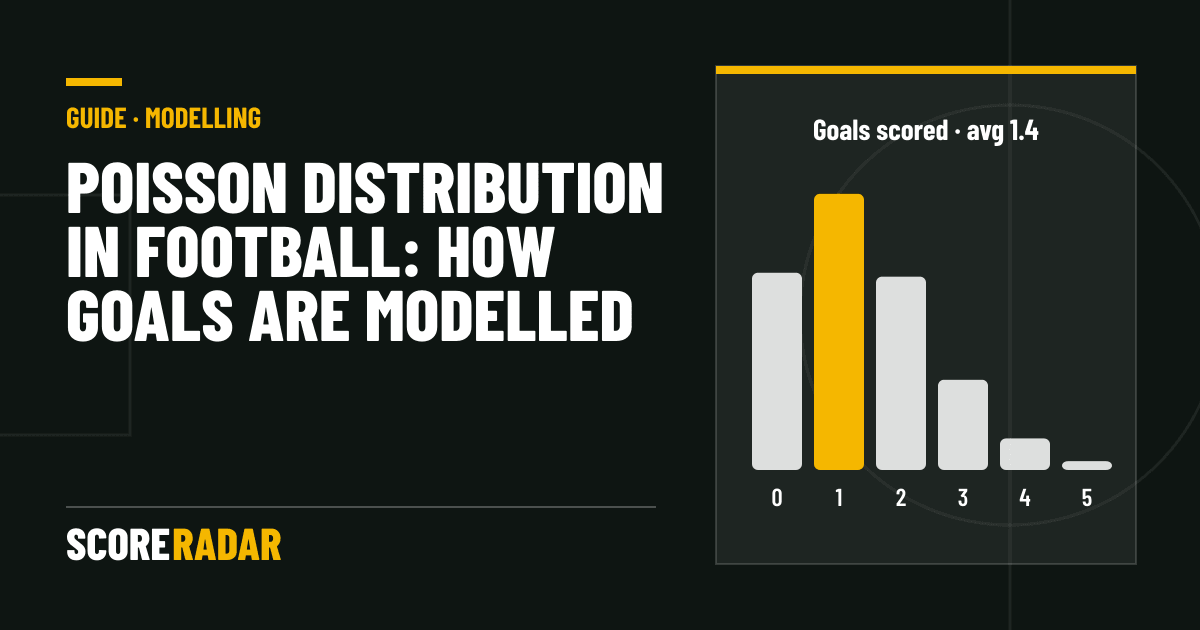 GUIDE · MODELLING
POISSON DISTRIBUTION
IN FOOTBALL: HOW
GOALS ARE MODELLED
SCORERADAR
Goals scored · avg 1.4
0 1 2 3 4 5